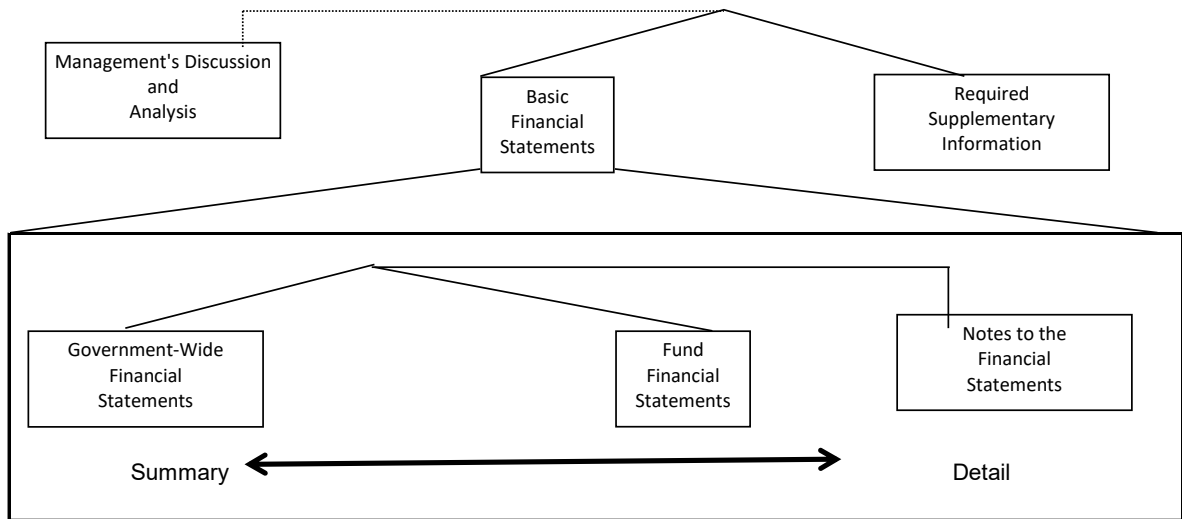 Management's Discussion
and
Analysis
Basic
Financial
Statements
Required
Supplementary
Information
Government-Wide
Financial
Statements
Fund
Financial
Statements
Notes to the
Financial
Statements
Summary
Detail